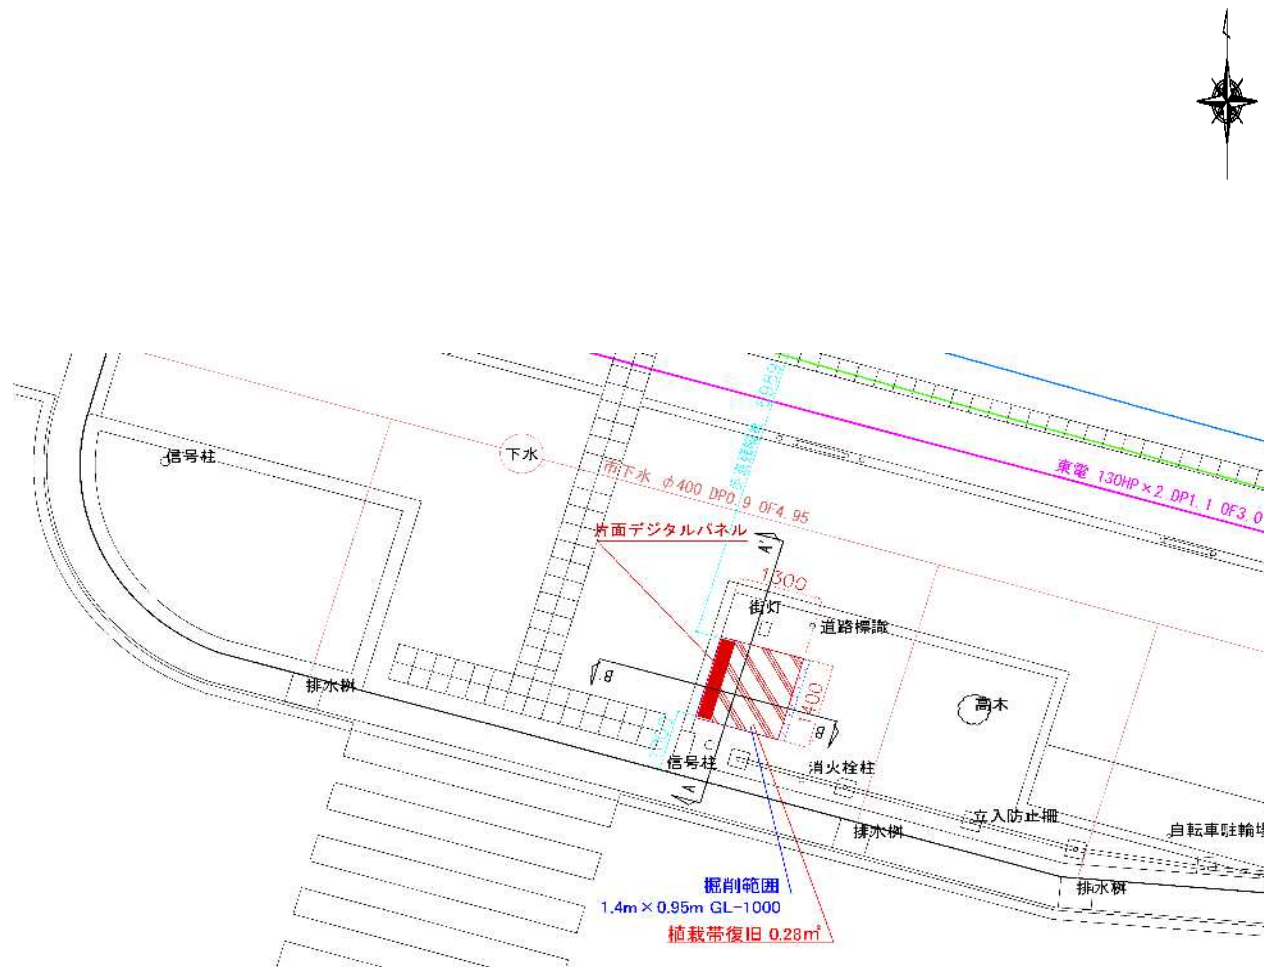 信号柱
下水
市下水 φ400 DP0.9 OF4.95
東電 130HP×2 DP1.1 OF3.0
片面デジタルパネル
A'
1300
街灯
道路標識
B
1400
高木
排水桝
B'
信号柱
消火栓柱
A
立入防止柵
排水桝
自転車駐輪場
排水桝
掘削範囲
1.4m×0.95m GL-1000
植栽帯復旧 0.28㎡